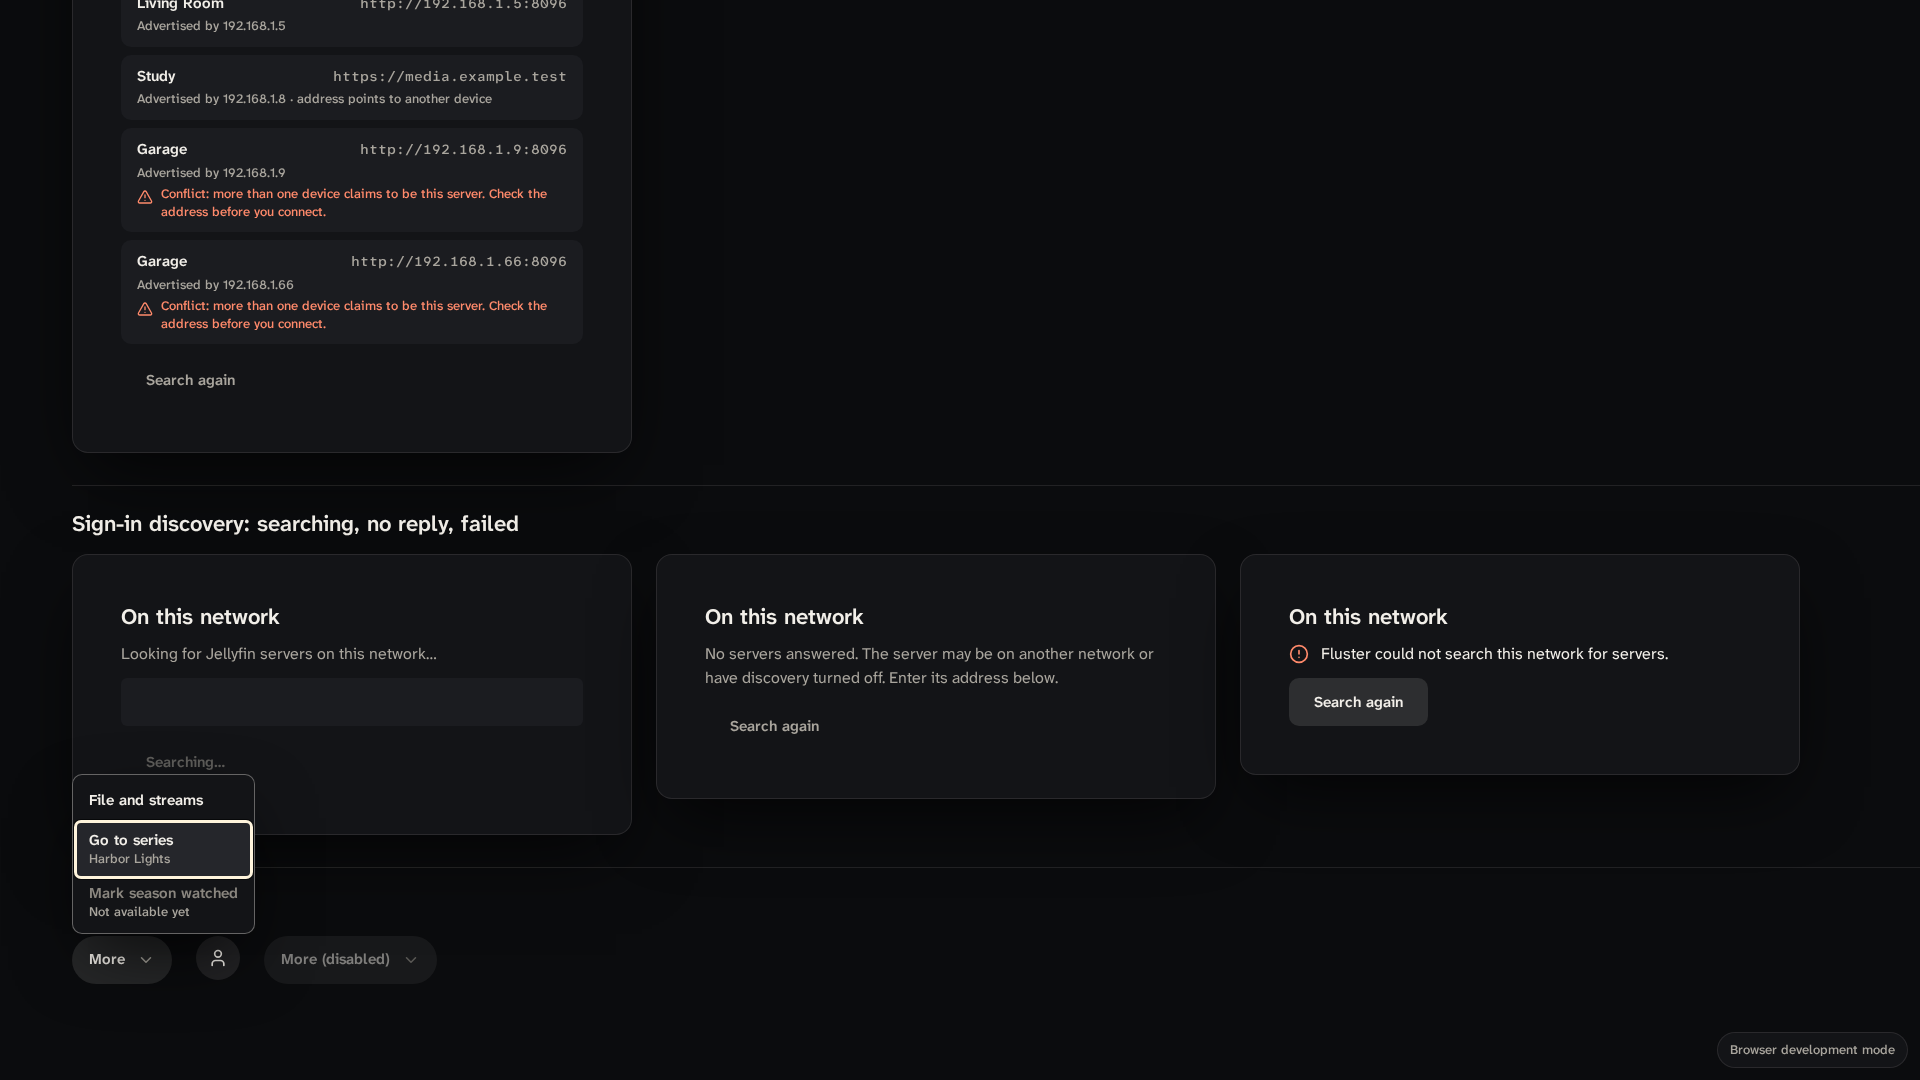 Living Room http://192.168.1.5:8096
Advertised by 192.168.1.5
Study https://media.example.test
Advertised by 192.168.1.8 · address points to another device
Garage http://192.168.1.9:8096
Advertised by 192.168.1.9
Conflict: more than one device claims to be this server. Check the
address before you connect.
Garage http://192.168.1.66:8096
Advertised by 192.168.1.66
Conflict: more than one device claims to be this server. Check the
address before you connect.
Search again
Sign-in discovery: searching, no reply, failed
On this network
Looking for Jellyfin servers on this network...
Searching...
On this network
No servers answered. The server may be on another network or
have discovery turned off. Enter its address below.
Search again
On this network
Fluster could not search this network for servers.
Search again
File and streams
Go to series
Harbor Lights
Mark season watched
Not available yet
More
More (disabled)
Browser development mode